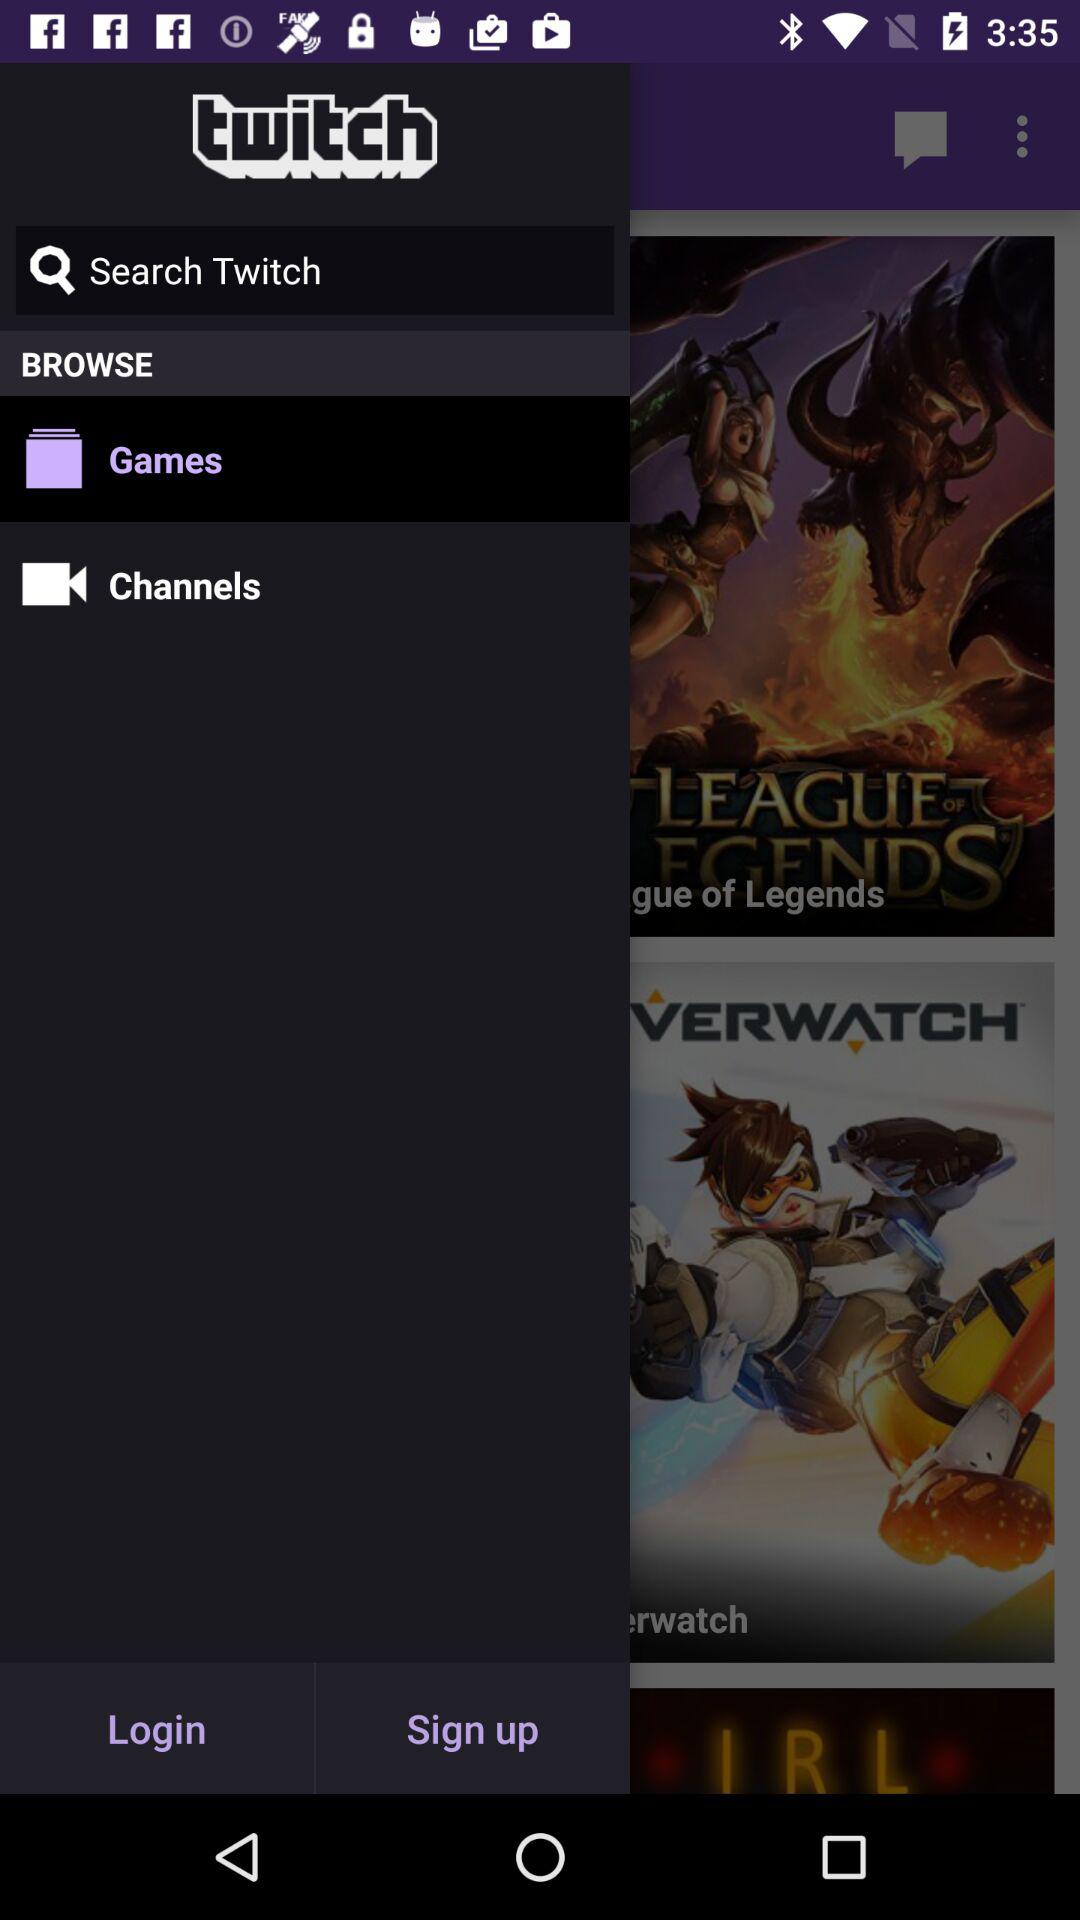 FAKE
3:35
twitch
Search Twitch
BROWSE
Games
Channels
LEAGUE OF
EGENDS
gue of Legends
VERWATCH
erwatch
I R L
Login
Sign up